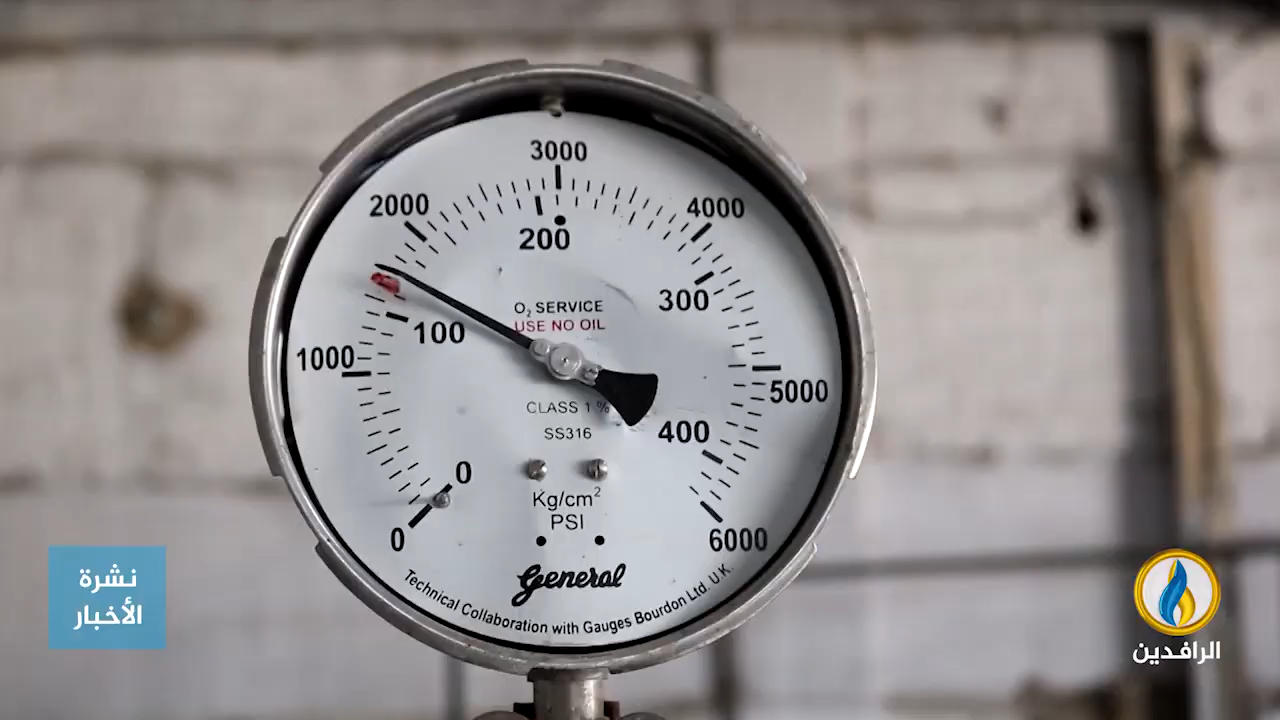 3000
2000
4000
200
300
O₂ SERVICE
USE NO OIL
100
1000
5000
CLASS 1 %
400
SS316
0
Kg/cm²
PSI
0
6000
General
Technical Collaboration with Gauges Bourdon Ltd. U.K.
نشرة
الأخبار
الرافدين